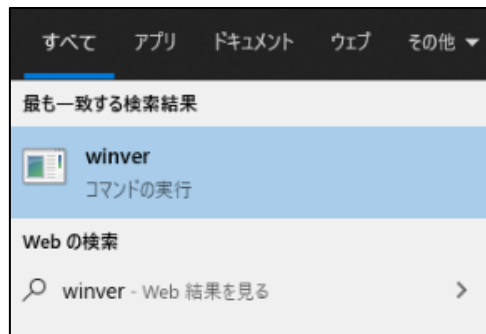 すべて アプリ ドキュメント ウェブ その他 ▼
最も一致する検索結果
winver
コマンドの実行
Web の検索
winver - Web 結果を見る